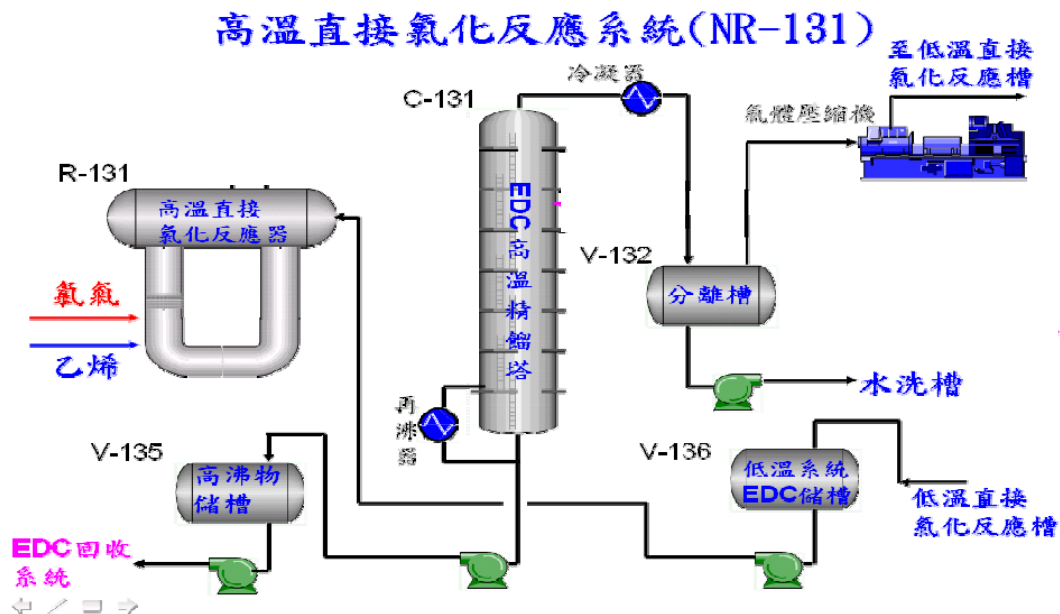 高溫直接氯化反應系統(NR-131)
至低溫直接
氯化反應槽
冷凝器
C-131
氣體壓縮機
R-131
高溫直接
氯化反應器
EDC高溫精餾塔
V-132
分離槽
氯氣
乙烯
水洗槽
再沸器
V-135
高沸物
儲槽
V-136
低溫系統
EDC儲槽
低溫直接
氯化反應槽
EDC回收
系統